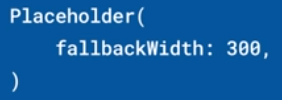 Placeholder(
    fallbackWidth: 300,
)